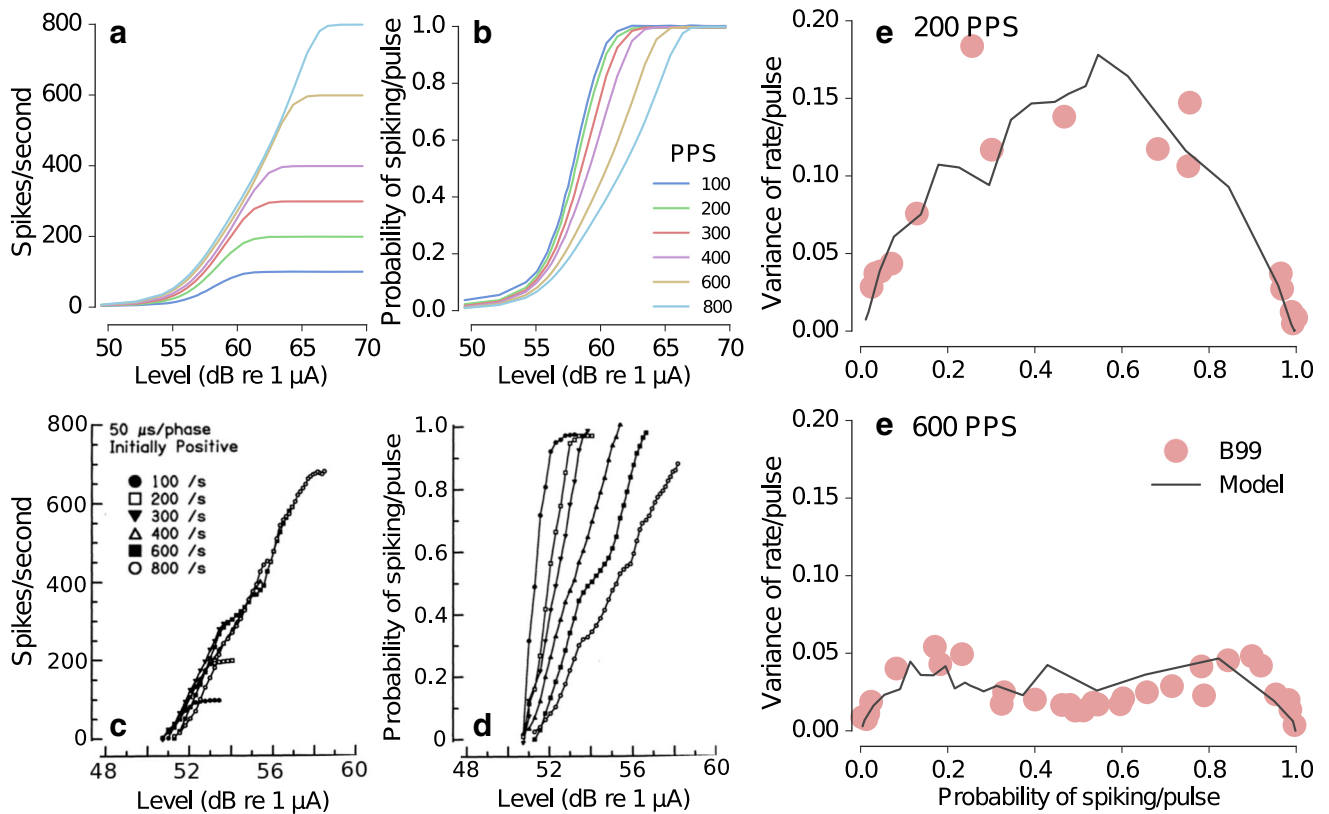 a
Spikes/second
800
600
400
200
0
50 55 60 65 70
Level (dB re 1 μA)
b
Probability of spiking/pulse
1.0
0.8
0.6
0.4
0.2
0.0
PPS
100
200
300
400
600
800
50 55 60 65 70
Level (dB re 1 μA)
e 200 PPS
Variance of rate/pulse
0.20
0.15
0.10
0.05
0.00
0.0 0.2 0.4 0.6 0.8 1.0
c
Spikes/second
800
600
400
200
0
50 μs/phase
Initially Positive
100 /s
200 /s
300 /s
400 /s
600 /s
800 /s
48 52 56 60
Level (dB re 1 μA)
d
Probability of spiking/pulse
1.0
0.8
0.6
0.4
0.2
0
48 52 56 60
Level (dB re 1 μA)
e 600 PPS
Variance of rate/pulse
0.20
0.15
0.10
0.05
0.00
B99
Model
0.0 0.2 0.4 0.6 0.8 1.0
Probability of spiking/pulse